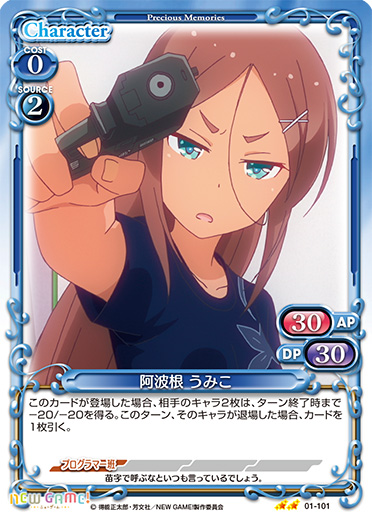 Precious Memories
Character
COST
0
SOURCE
2
30 AP
DP 30
阿波根 うみこ
このカードが登場した場合、相手のキャラ2枚は、ターン終了時まで
−20/−20を得る。このターン、そのキャラが退場した場合、カードを
1枚引く。
プログラマー班
苗字で呼ぶなといつも言っているでしょう。
NEW GAME!
© 得能正太郎・芳文社/NEW GAME!製作委員会
01-101